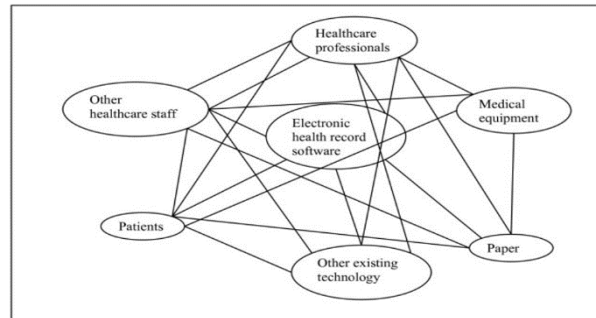 Healthcare
professionals
Other
healthcare staff
Medical
equipment
Electronic
health record
software
Patients
Paper
Other existing
technology